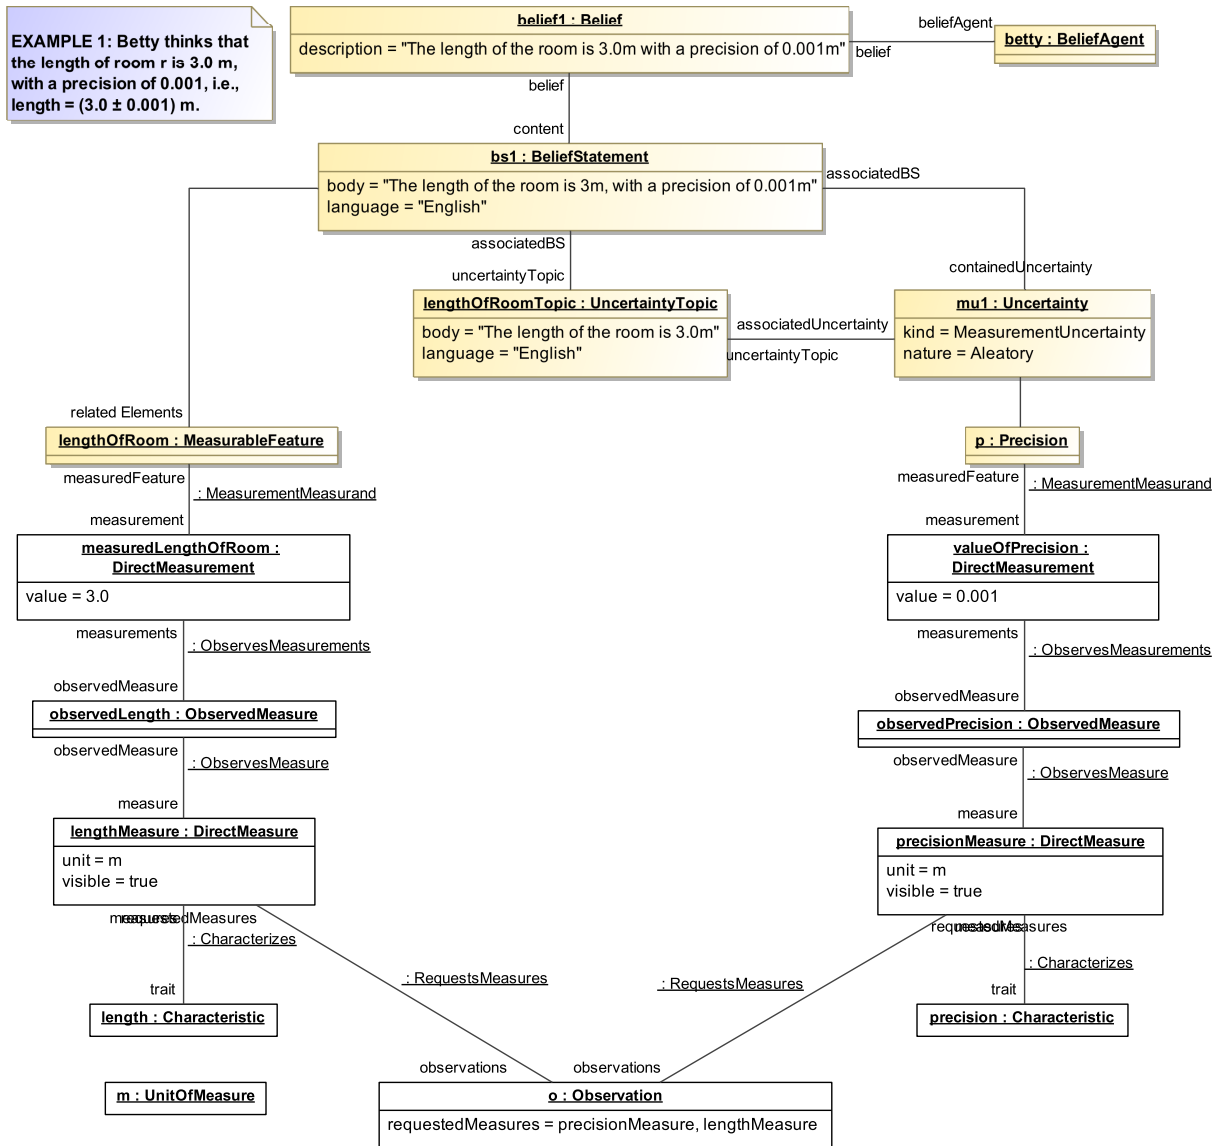 EXAMPLE 1: Betty thinks that
the length of room r is 3.0 m,
with a precision of 0.001, i.e.,
length = (3.0 ± 0.001) m.
belief1 : Belief
description = "The length of the room is 3.0m with a precision of 0.001m"
beliefAgent
belief
betty : BeliefAgent
belief
content
bs1 : BeliefStatement
body = "The length of the room is 3m, with a precision of 0.001m"
language = "English"
associatedBS
associatedBS
uncertaintyTopic
containedUncertainty
lengthOfRoomTopic : UncertaintyTopic
body = "The length of the room is 3.0m"
language = "English"
associatedUncertainty
uncertaintyTopic
mu1 : Uncertainty
kind = MeasurementUncertainty
nature = Aleatory
related Elements
lengthOfRoom : MeasurableFeature
p : Precision
measuredFeature
: MeasurementMeasurand
measurement
measuredFeature
: MeasurementMeasurand
measurement
measuredLengthOfRoom :
DirectMeasurement
value = 3.0
valueOfPrecision :
DirectMeasurement
value = 0.001
measurements
: ObservesMeasurements
observedMeasure
measurements
: ObservesMeasurements
observedMeasure
observedLength : ObservedMeasure
observedPrecision : ObservedMeasure
observedMeasure
: ObservesMeasure
measure
observedMeasure
: ObservesMeasure
measure
lengthMeasure : DirectMeasure
unit = m
visible = true
precisionMeasure : DirectMeasure
unit = m
visible = true
measures
requestedMeasures
: Characterizes
requestedMeasures
measures
: Characterizes
: RequestsMeasures
: RequestsMeasures
trait
trait
length : Characteristic
precision : Characteristic
observations
observations
m : UnitOfMeasure
o : Observation
requestedMeasures = precisionMeasure, lengthMeasure